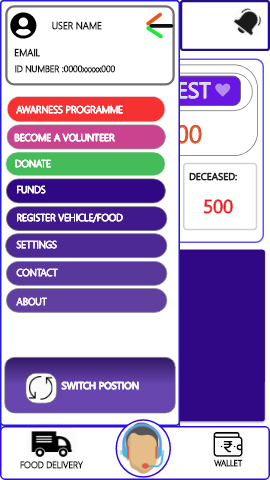 USER NAME
EMAIL
ID NUMBER :0000xxxxx000
AWARNESS PROGRAMME
BECOME A VOLUNTEER
DONATE
FUNDS
REGISTER VEHICLE/FOOD
SETTINGS
CONTACT
ABOUT
SWITCH POSTION
EST
00
DECEASED:
500
FOOD DELIVERY
WALLET